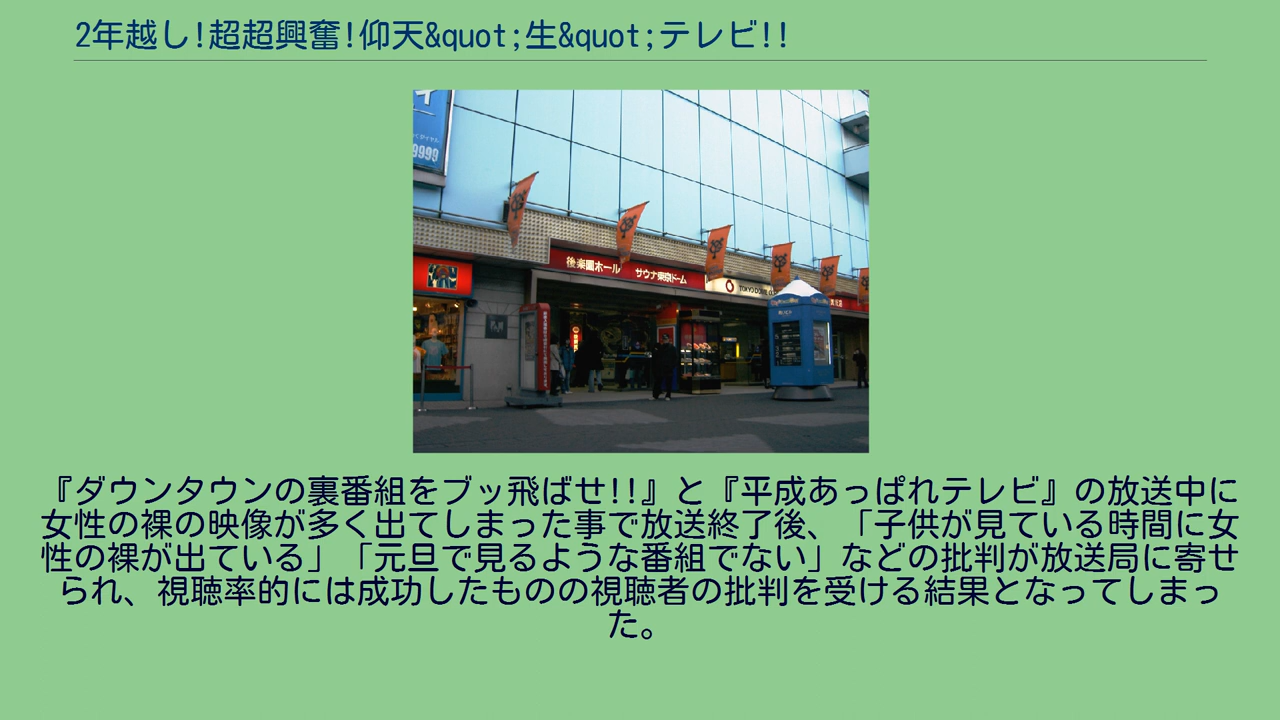 2年越し!超超興奮!仰天&quot;生&quot;テレビ!!
9999
後楽園ホール サウナ東京ドーム
TOKYO DOME
『ダウンタウンの裏番組をブッ飛ばせ!!』と『平成あっぱれテレビ』の放送中に
女性の裸の映像が多く出てしまった事で放送終了後、「子供が見ている時間に女
性の裸が出ている」「元旦で見るような番組でない」などの批判が放送局に寄せ
られ、視聴率的には成功したものの視聴者の批判を受ける結果となってしまっ
た。